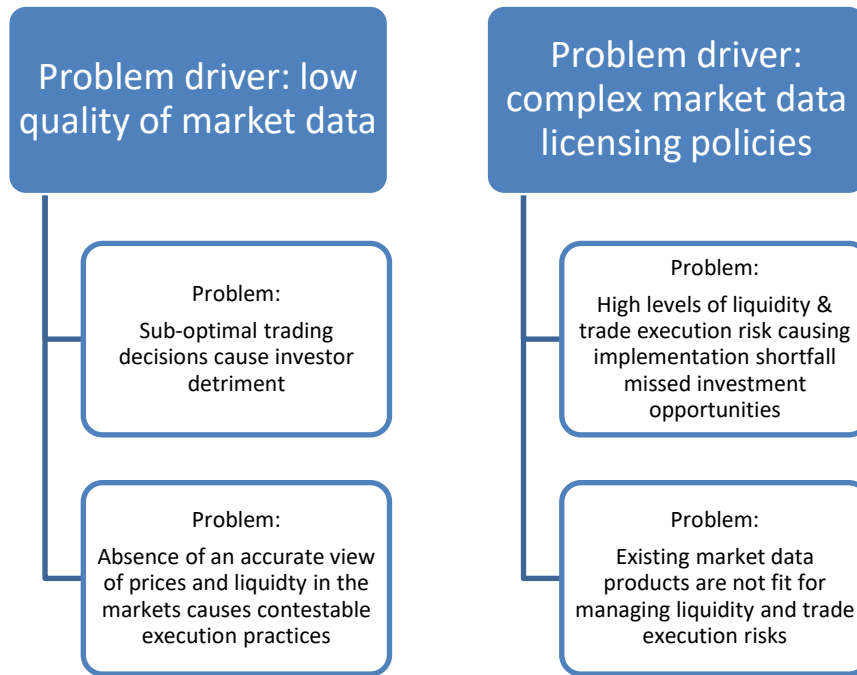 Problem driver: low
quality of market data
Problem:
Sub-optimal trading
decisions cause investor
detriment
Problem:
Absence of an accurate view
of prices and liquidty in the
markets causes contestable
execution practices
Problem driver:
complex market data
licensing policies
Problem:
High levels of liquidity &
trade execution risk causing
implementation shortfall
missed investment
opportunities
Problem:
Existing market data
products are not fit for
managing liquidity and trade
execution risks